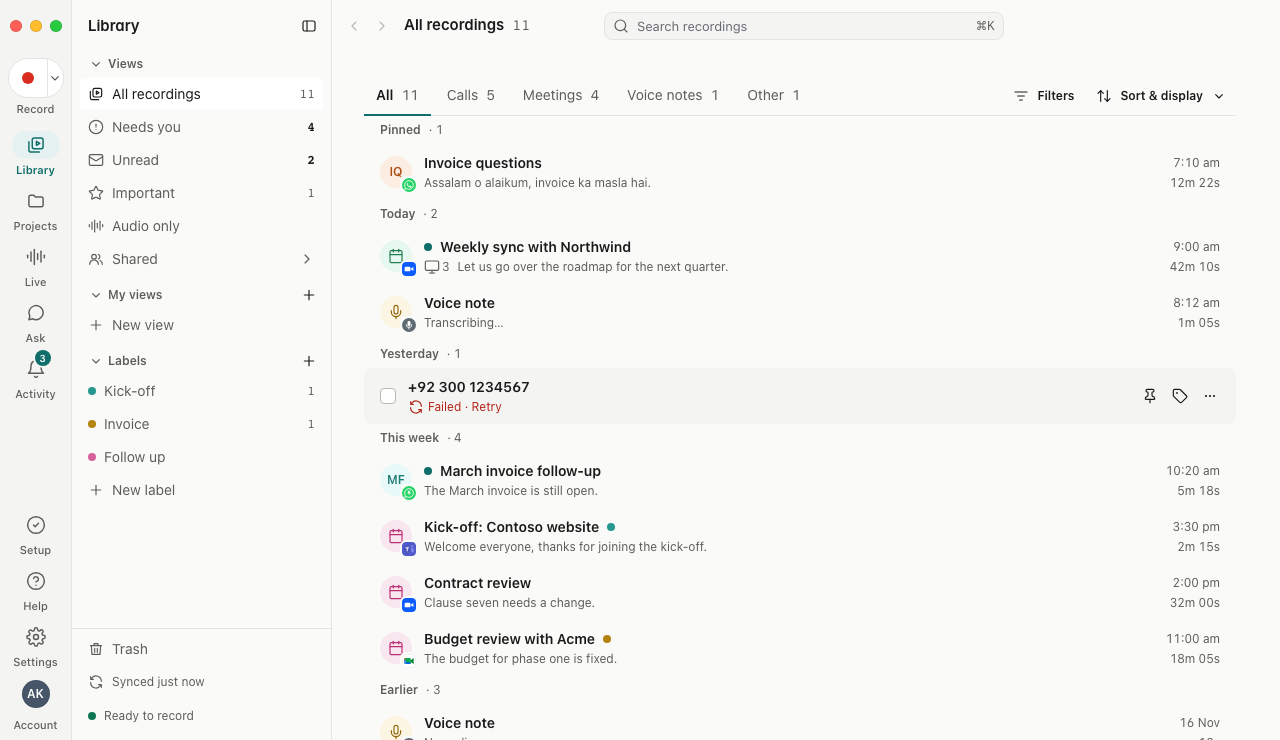 Library
All recordings 11
Search recordings ⌘K
Record
Library
Projects
Live
Ask
3
Activity
Setup
Help
Settings
AK
Account
Views
All recordings 11
Needs you 4
Unread 2
Important 1
Audio only
Shared
My views
New view
Labels
Kick-off 1
Invoice 1
Follow up
New label
Trash
Synced just now
Ready to record
All 11 Calls 5 Meetings 4 Voice notes 1 Other 1 Filters Sort & display
Pinned · 1
IQ Invoice questions 7:10 am
Assalam o alaikum, invoice ka masla hai. 12m 22s
Today · 2
Weekly sync with Northwind 9:00 am
3 Let us go over the roadmap for the next quarter. 42m 10s
Voice note 8:12 am
Transcribing... 1m 05s
Yesterday · 1
+92 300 1234567
Failed · Retry
This week · 4
MF March invoice follow-up 10:20 am
The March invoice is still open. 5m 18s
Kick-off: Contoso website 3:30 pm
Welcome everyone, thanks for joining the kick-off. 2m 15s
Contract review 2:00 pm
Clause seven needs a change. 32m 00s
Budget review with Acme 11:00 am
The budget for phase one is fixed. 18m 05s
Earlier · 3
Voice note 16 Nov